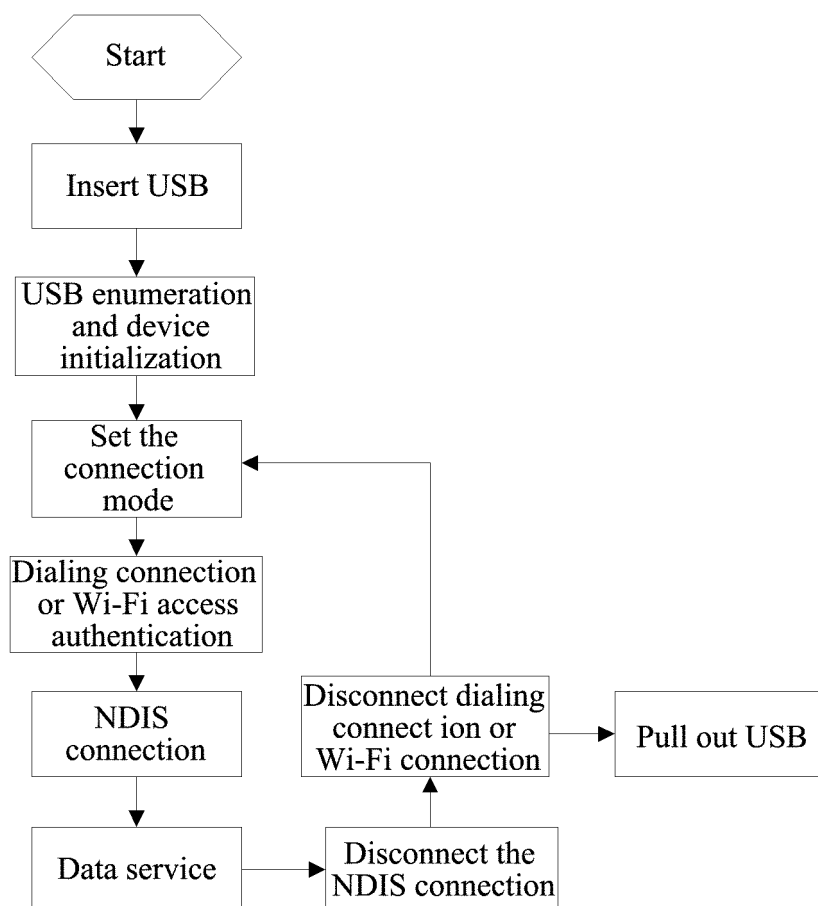 Start
Insert USB
USB enumeration
and device
initialization
Set the
connection
mode
Dialing connection
or Wi-Fi access
authentication
NDIS
connection
Data service
Disconnect the
NDIS connection
Disconnect dialing
connect ion or
Wi-Fi connection
Pull out USB